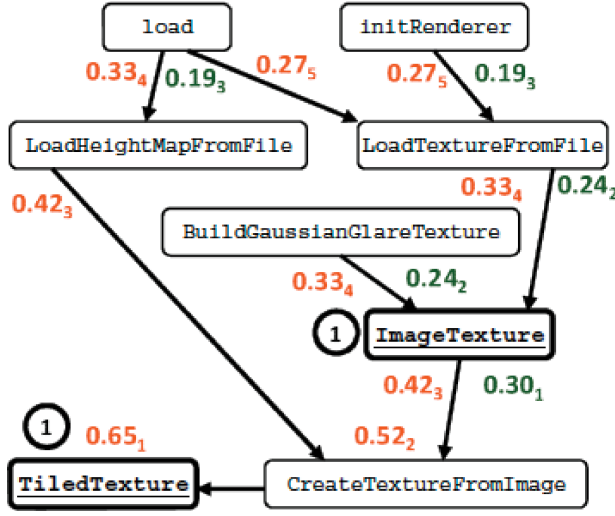 load
initRenderer
0.33₄
0.19₃
0.27₅
0.27₅
0.19₃
LoadHeightMapFromFile
LoadTextureFromFile
0.42₃
0.33₄
0.24₂
BuildGaussianGlareTexture
0.33₄
0.24₂
1
ImageTexture
0.42₃
0.30₁
1
0.65₁
0.52₂
TiledTexture
CreateTextureFromImage